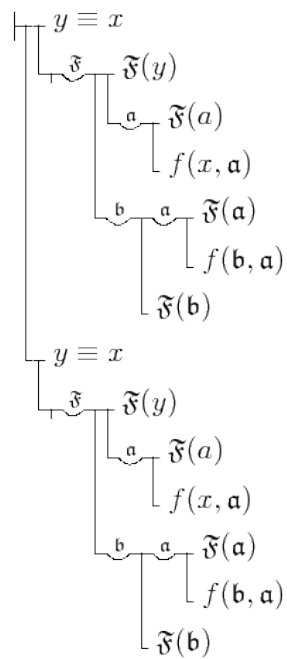 y ≡ x
𝔉 𝔉(y)
𝔞 𝔉(a)
f(x, 𝔞)
𝔟 𝔞 𝔉(𝔞)
f(𝔟, 𝔞)
𝔉(𝔟)
y ≡ x
𝔉 𝔉(y)
𝔞 𝔉(a)
f(x, 𝔞)
𝔟 𝔞 𝔉(𝔞)
f(𝔟, 𝔞)
𝔉(𝔟)